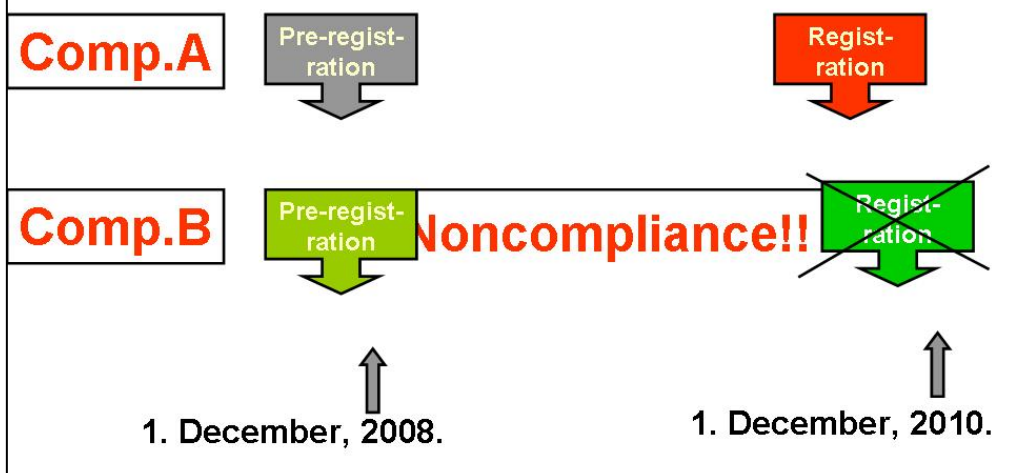 Comp.A
Pre-regist-
ration
Regist-
ration
Comp.B
Pre-regist-
ration
Noncompliance!!
Regist-
ration
1. December, 2008.
1. December, 2010.